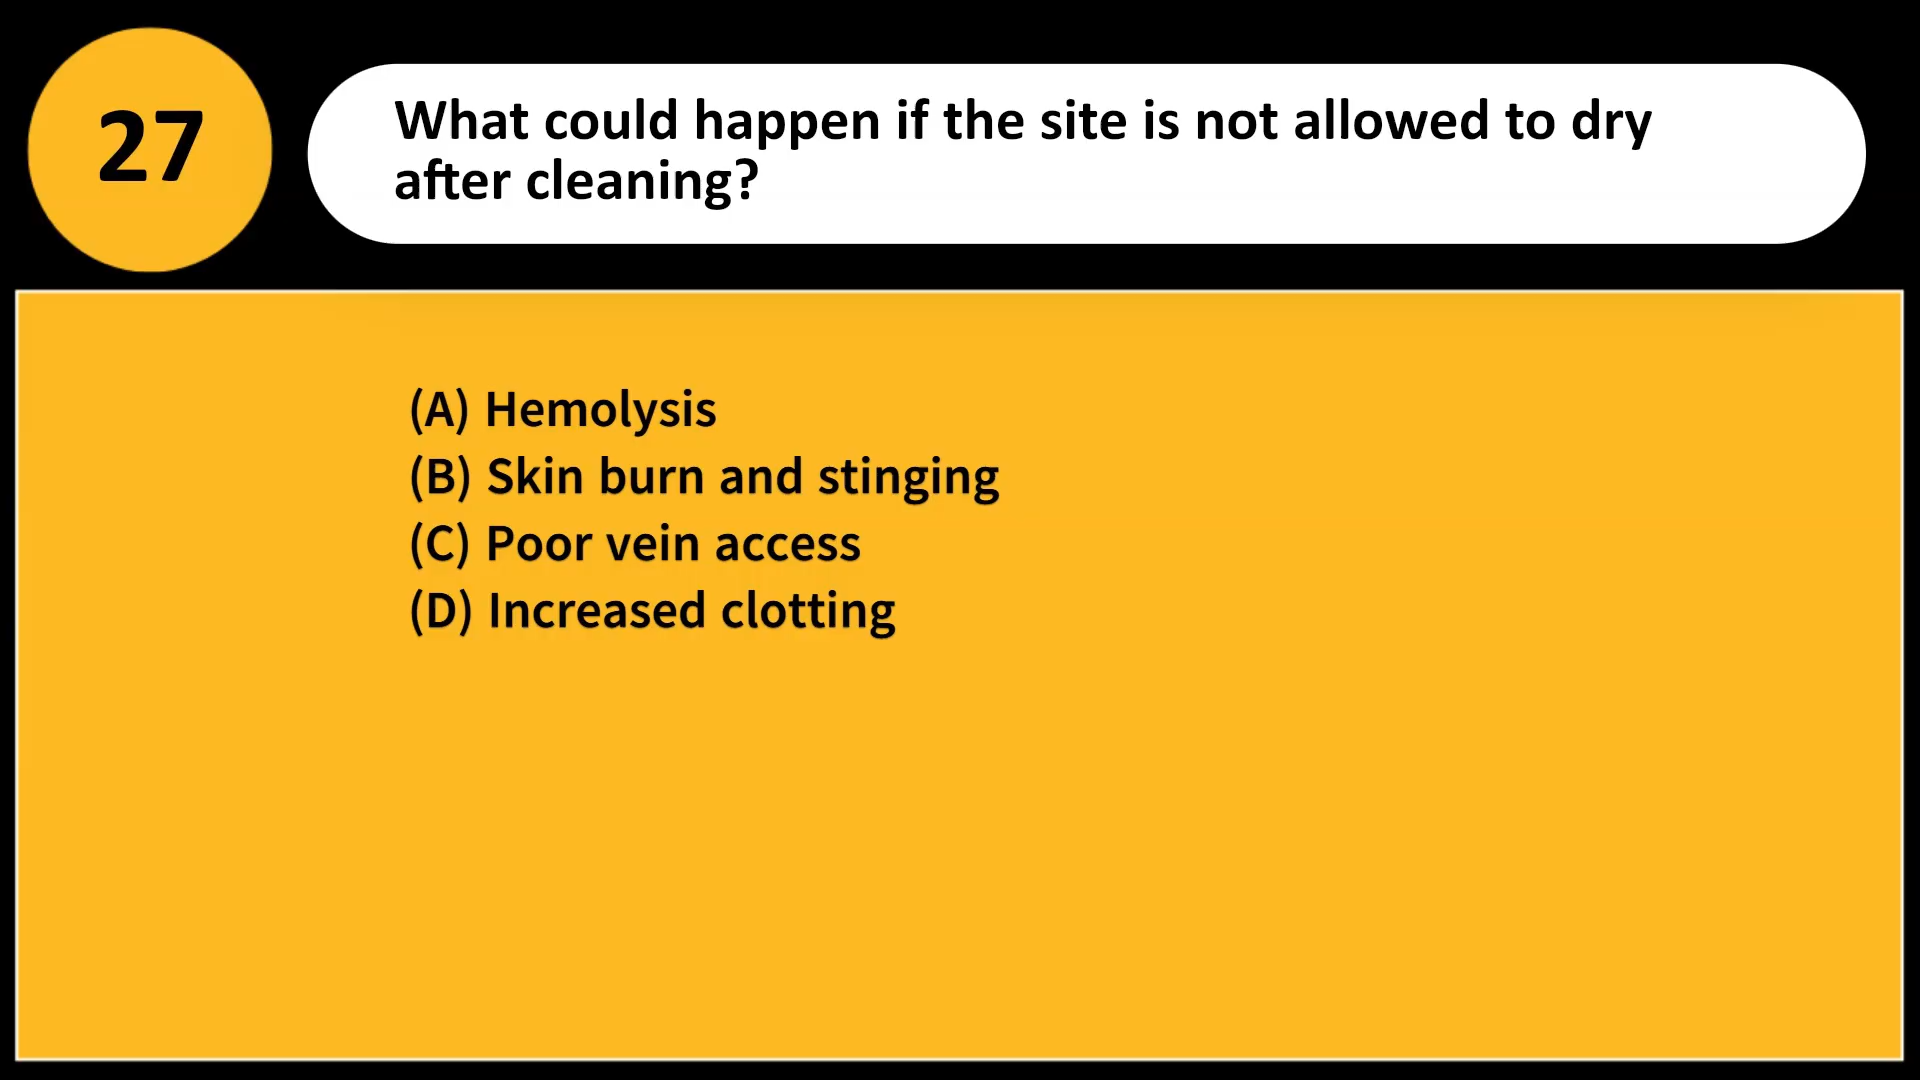 27
What could happen if the site is not allowed to dry
after cleaning?
(A) Hemolysis
(B) Skin burn and stinging
(C) Poor vein access
(D) Increased clotting